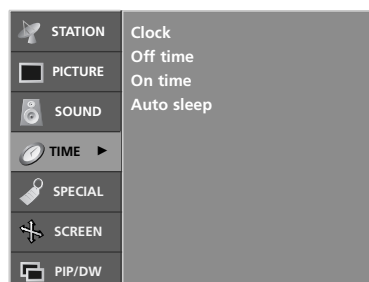 STATION
PICTURE
SOUND
TIME ►
SPECIAL
SCREEN
PIP/DW
Clock
Off time
On time
Auto sleep